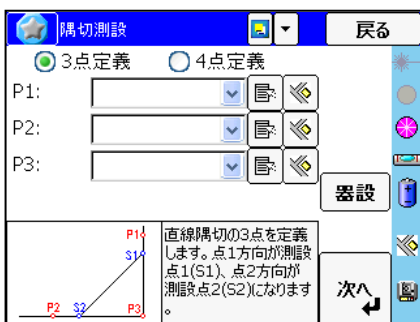 隅切測設
戻る
3点定義
4点定義
P1:
P2:
P3:
器設
P1
S1
P2
S2
P3
直線隅切の3点を定義
します。点1方向が測設
点1(S1)、点2方向が
測設点2(S2)になります
。
次へ